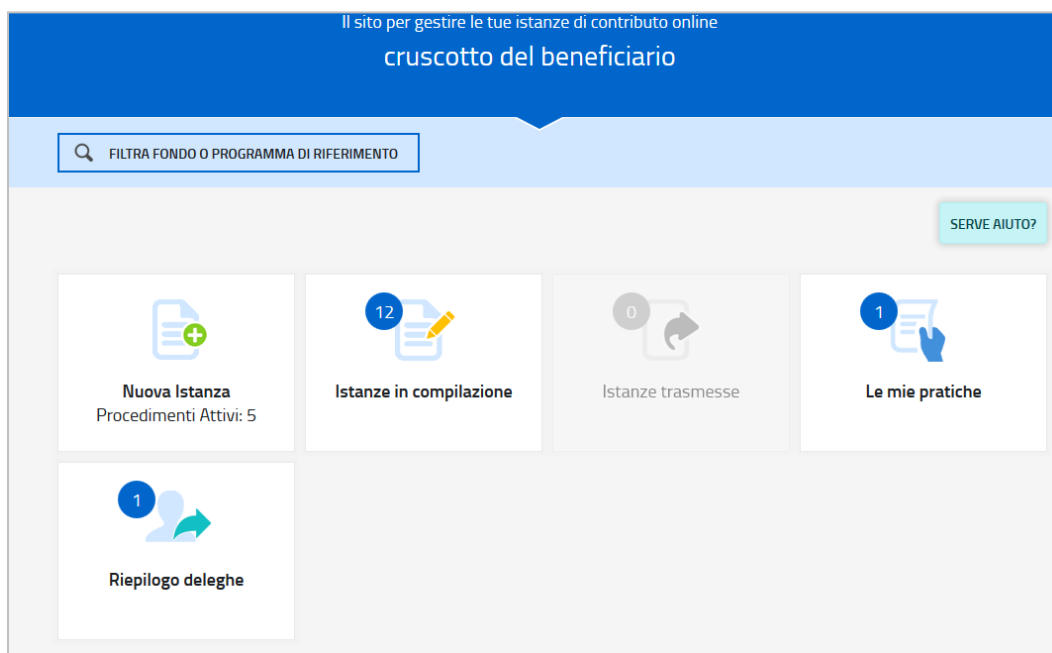 Il sito per gestire le tue istanze di contributo online
cruscotto del beneficiario
FILTRA FONDO O PROGRAMMA DI RIFERIMENTO
SERVE AIUTO?
Nuova Istanza
Procedimenti Attivi: 5
12
Istanze in compilazione
0
Istanze trasmesse
1
Le mie pratiche
1
Riepilogo deleghe